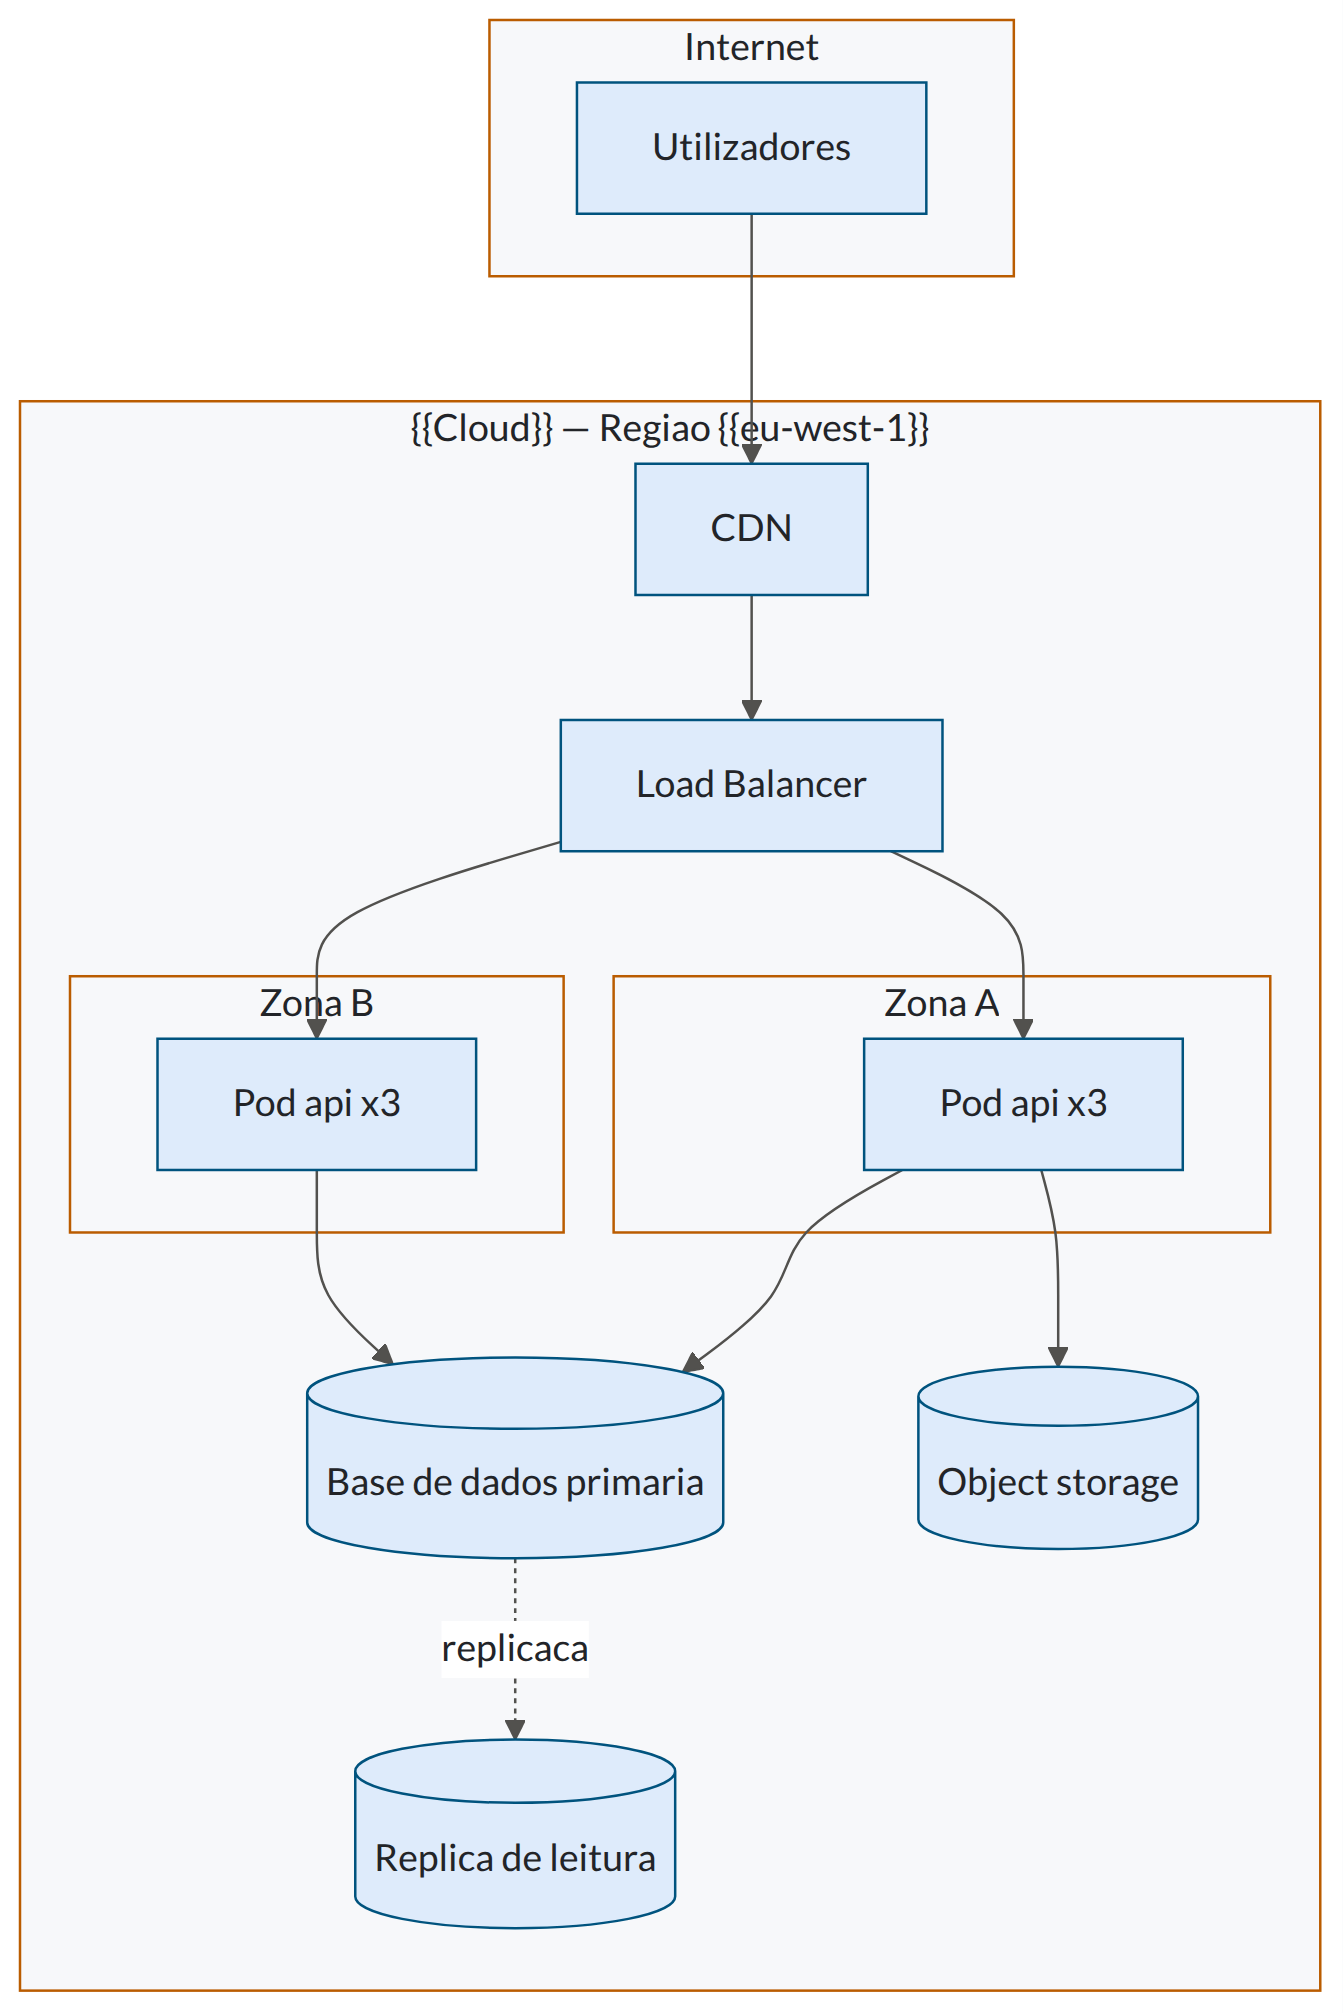 Internet
Utilizadores
{{Cloud}} — Regiao {{eu-west-1}}
CDN
Load Balancer
Zona B
Zona A
Pod api x3
Pod api x3
Base de dados primaria
Object storage
replicaca
Replica de leitura